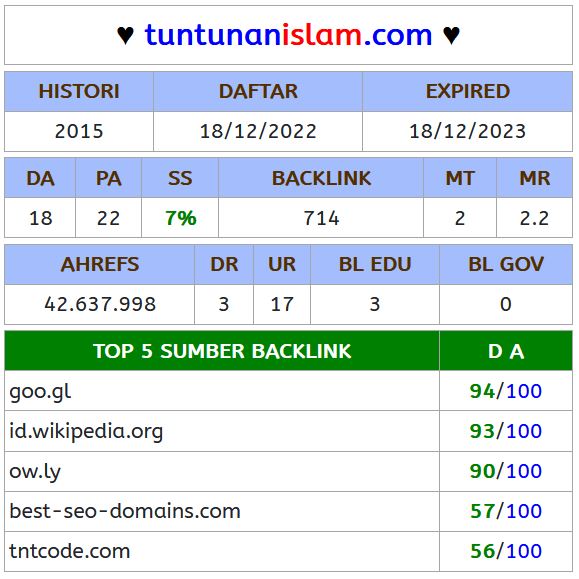 ♥ tuntunanislam.com ♥
HISTORI DAFTAR EXPIRED
2015 18/12/2022 18/12/2023
DA PA SS BACKLINK MT MR
18 22 7% 714 2 2.2
AHREFS DR UR BL EDU BL GOV
42.637.998 3 17 3 0
TOP 5 SUMBER BACKLINK D A
goo.gl 94/100
id.wikipedia.org 93/100
ow.ly 90/100
best-seo-domains.com 57/100
tntcode.com 56/100